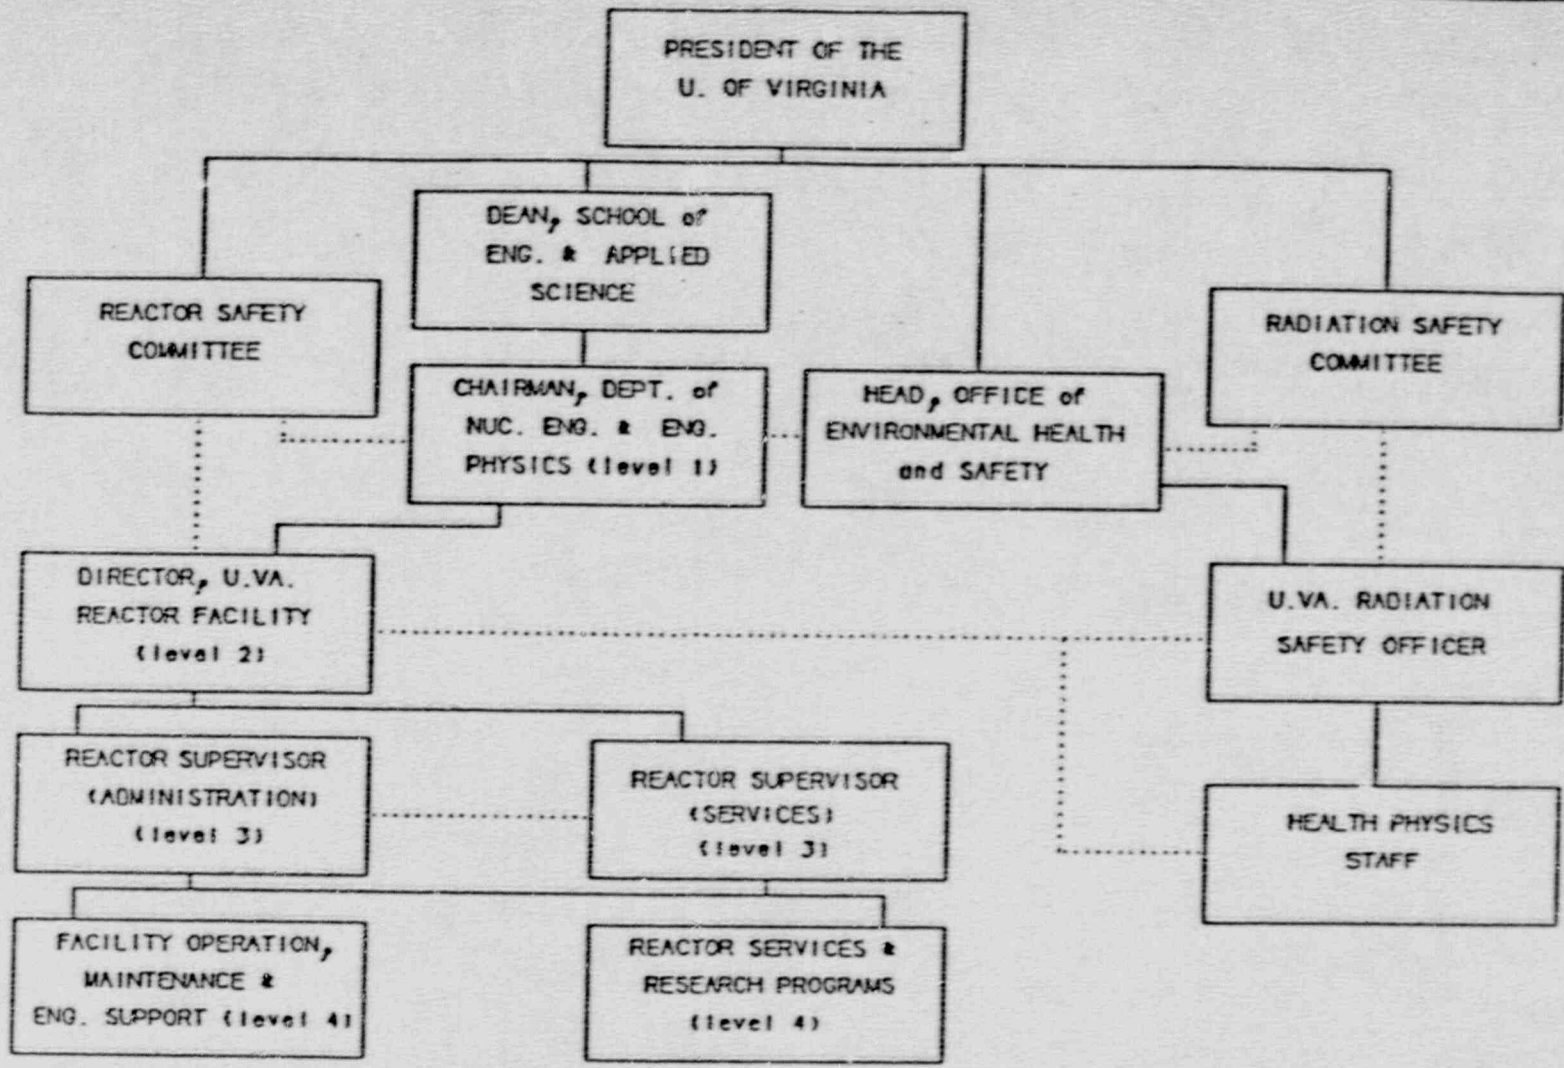 PRESIDENT OF THE
U. OF VIRGINIA
DEAN, SCHOOL of
ENG. & APPLIED
SCIENCE
REACTOR SAFETY
COMMITTEE
RADIATION SAFETY
COMMITTEE
CHAIRMAN, DEPT. of
NUC. ENG. & ENG.
PHYSICS (level 1)
HEAD, OFFICE of
ENVIRONMENTAL HEALTH
and SAFETY
DIRECTOR, U.VA.
REACTOR FACILITY
(level 2)
U.VA. RADIATION
SAFETY OFFICER
REACTOR SUPERVISOR
(ADMINISTRATION)
(level 3)
REACTOR SUPERVISOR
(SERVICES)
(level 3)
HEALTH PHYSICS
STAFF
FACILITY OPERATION,
MAINTENANCE &
ENG. SUPPORT (level 4)
REACTOR SERVICES &
RESEARCH PROGRAMS
(level 4)